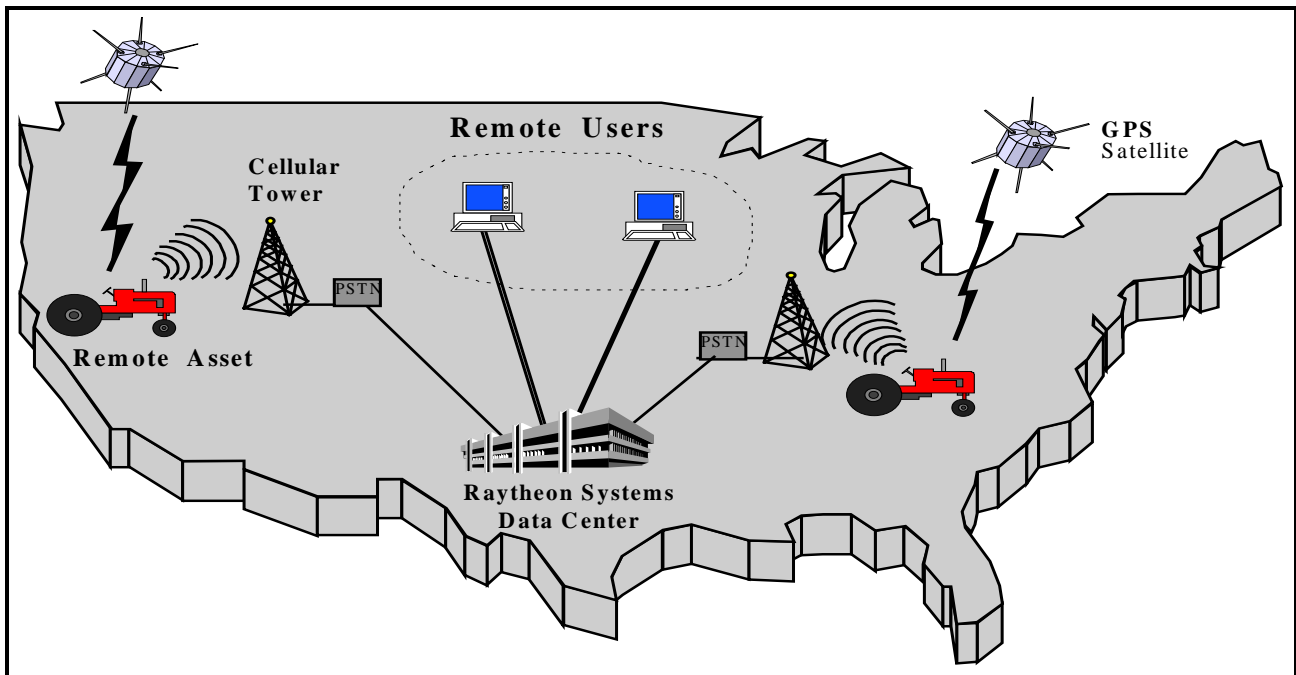 Remote Users
GPS
Satellite
Cellular
Tower
PSTN
PSTN
Remote Asset
Raytheon Systems
Data Center